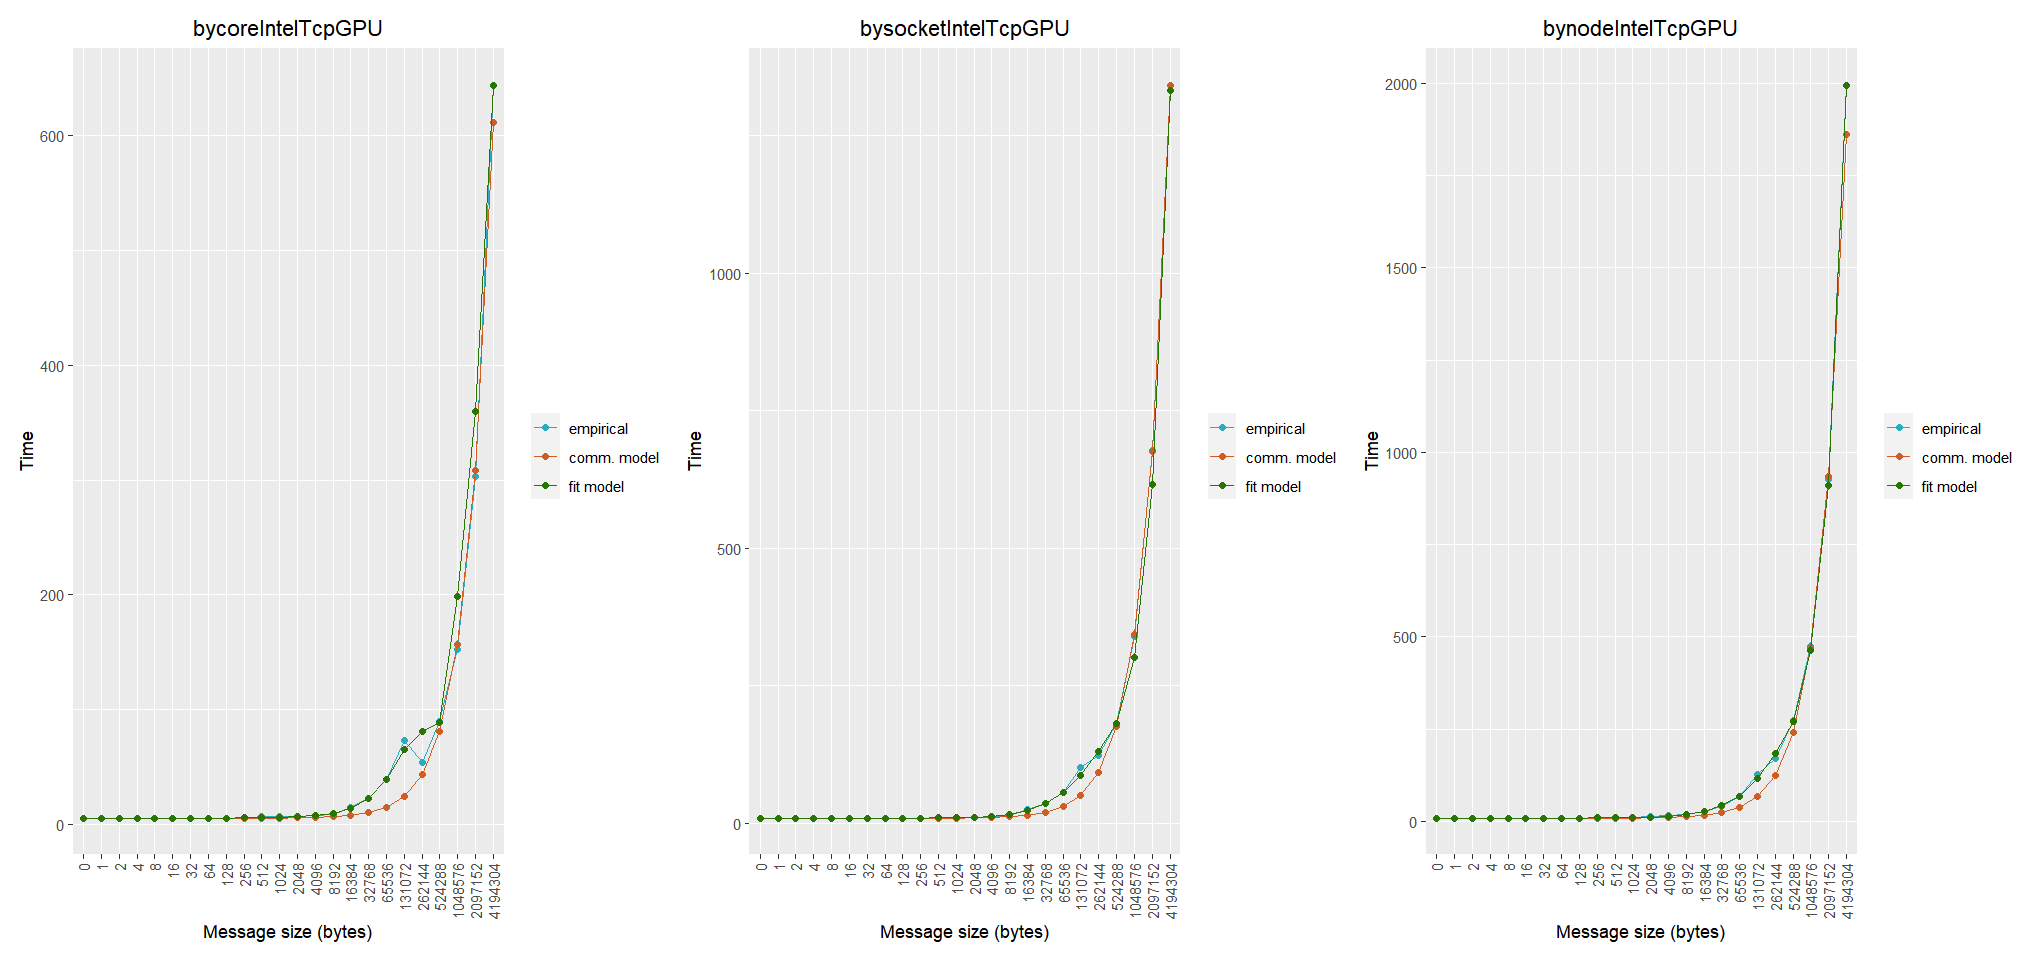 bycoreIntelTcpGPU
Time
600
400
200
0
0 1 2 4 8 16 32 64 128 256 512 1024 2048 4096 8192 16384 32768 65536 131072 262144 524288 1048576 2097152 4194304
Message size (bytes)
empirical
comm. model
fit model
bysocketIntelTcpGPU
Time
1000
500
0
0 1 2 4 8 16 32 64 128 256 512 1024 2048 4096 8192 16384 32768 65536 131072 262144 524288 1048576 2097152 4194304
Message size (bytes)
empirical
comm. model
fit model
bynodeIntelTcpGPU
Time
2000
1500
1000
500
0
0 1 2 4 8 16 32 64 128 256 512 1024 2048 4096 8192 16384 32768 65536 131072 262144 524288 1048576 2097152 4194304
Message size (bytes)
empirical
comm. model
fit model